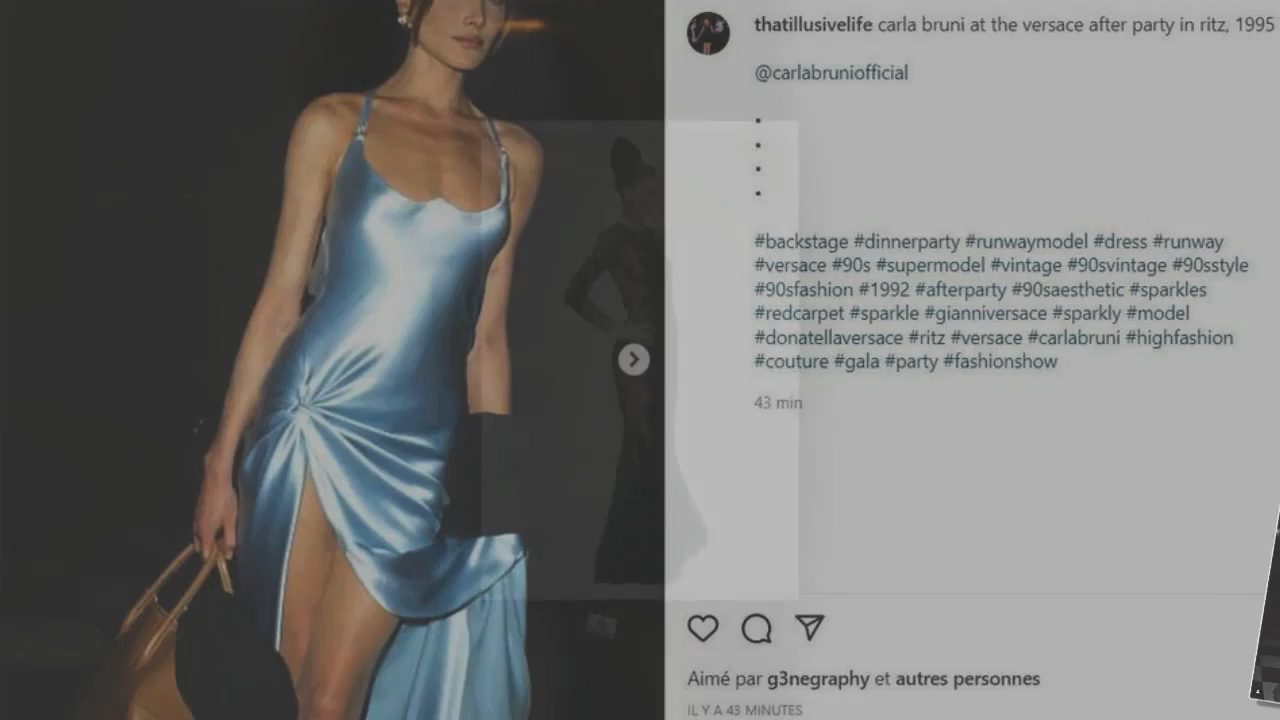 thatillusivelife carla bruni at the versace after party in ritz, 1995
@carlabruniofficial
•
•
•
•
#backstage #dinnerparty #runwaymodel #dress #runway
#versace #90s #supermodel #vintage #90svintage #90sstyle
#90sfashion #1992 #afterparty #90saesthetic #sparkles
#redcarpet #sparkle #gianniversace #sparkly #model
#donatellaversace #ritz #versace #carlabruni #highfashion
#couture #gala #party #fashionshow
43 min
Aimé par g3negraphy et autres personnes
IL Y A 43 MINUTES